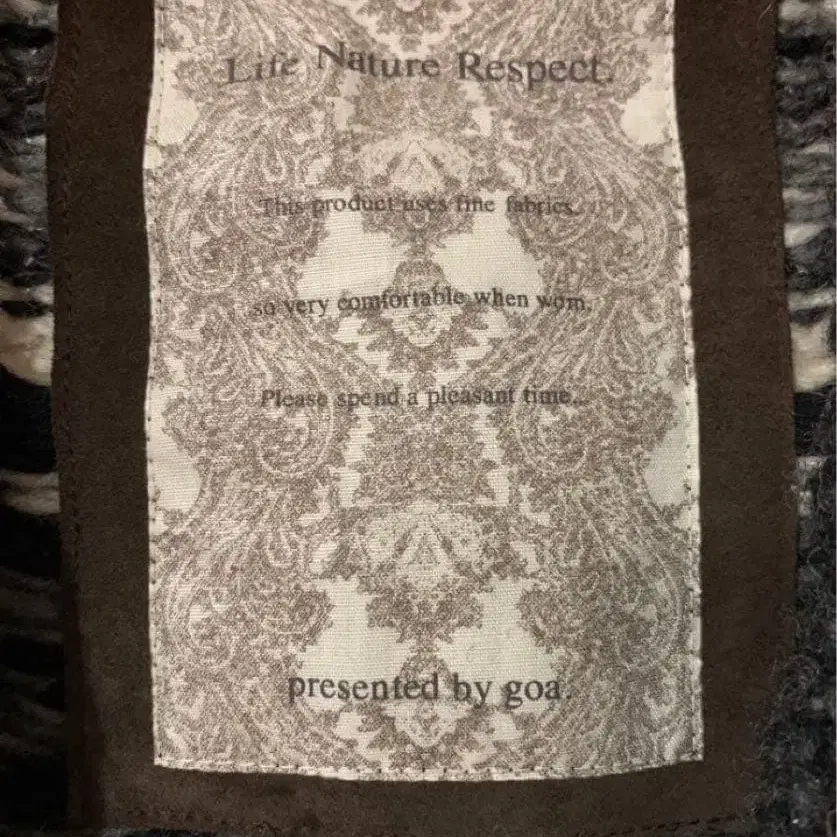 Life Nature Respect.
This product uses fine fabrics.
so very comfortable when worn.
Please spend a pleasant time...
presented by goa.